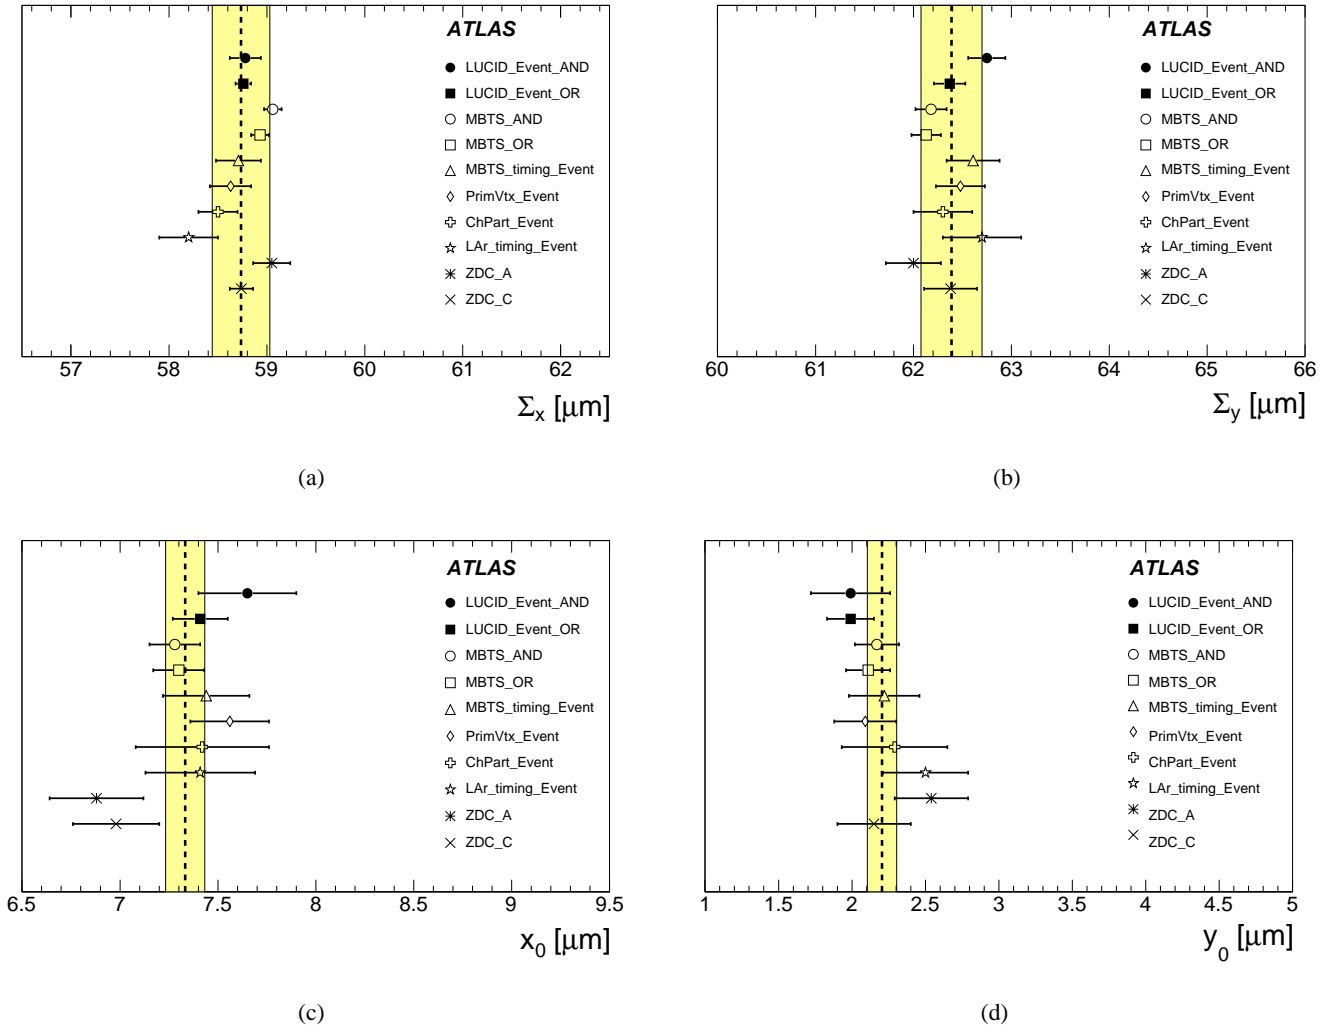 ATLAS
LUCID_Event_AND
LUCID_Event_OR
MBTS_AND
MBTS_OR
MBTS_timing_Event
PrimVtx_Event
ChPart_Event
LAr_timing_Event
ZDC_A
ZDC_C
57 58 59 60 61 62
Σx [μm]
(a)
ATLAS
LUCID_Event_AND
LUCID_Event_OR
MBTS_AND
MBTS_OR
MBTS_timing_Event
PrimVtx_Event
ChPart_Event
LAr_timing_Event
ZDC_A
ZDC_C
60 61 62 63 64 65 66
Σy [μm]
(b)
ATLAS
LUCID_Event_AND
LUCID_Event_OR
MBTS_AND
MBTS_OR
MBTS_timing_Event
PrimVtx_Event
ChPart_Event
LAr_timing_Event
ZDC_A
ZDC_C
6.5 7 7.5 8 8.5 9 9.5
x0 [μm]
(c)
ATLAS
LUCID_Event_AND
LUCID_Event_OR
MBTS_AND
MBTS_OR
MBTS_timing_Event
PrimVtx_Event
ChPart_Event
LAr_timing_Event
ZDC_A
ZDC_C
1 1.5 2 2.5 3 3.5 4 4.5 5
y0 [μm]
(d)